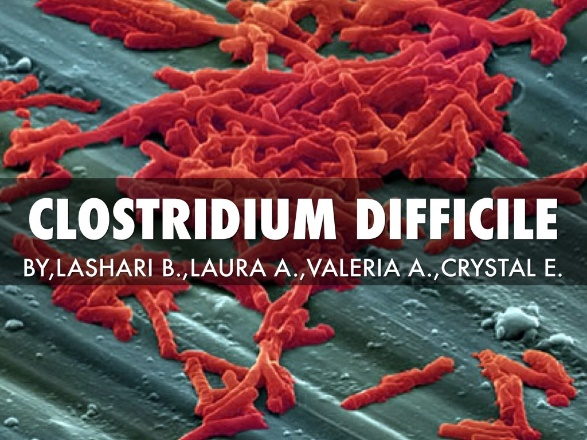 CLOSTRIDIUM DIFFICILE
BY,LASHARI B.,LAURA A.,VALERIA A.,CRYSTAL E.